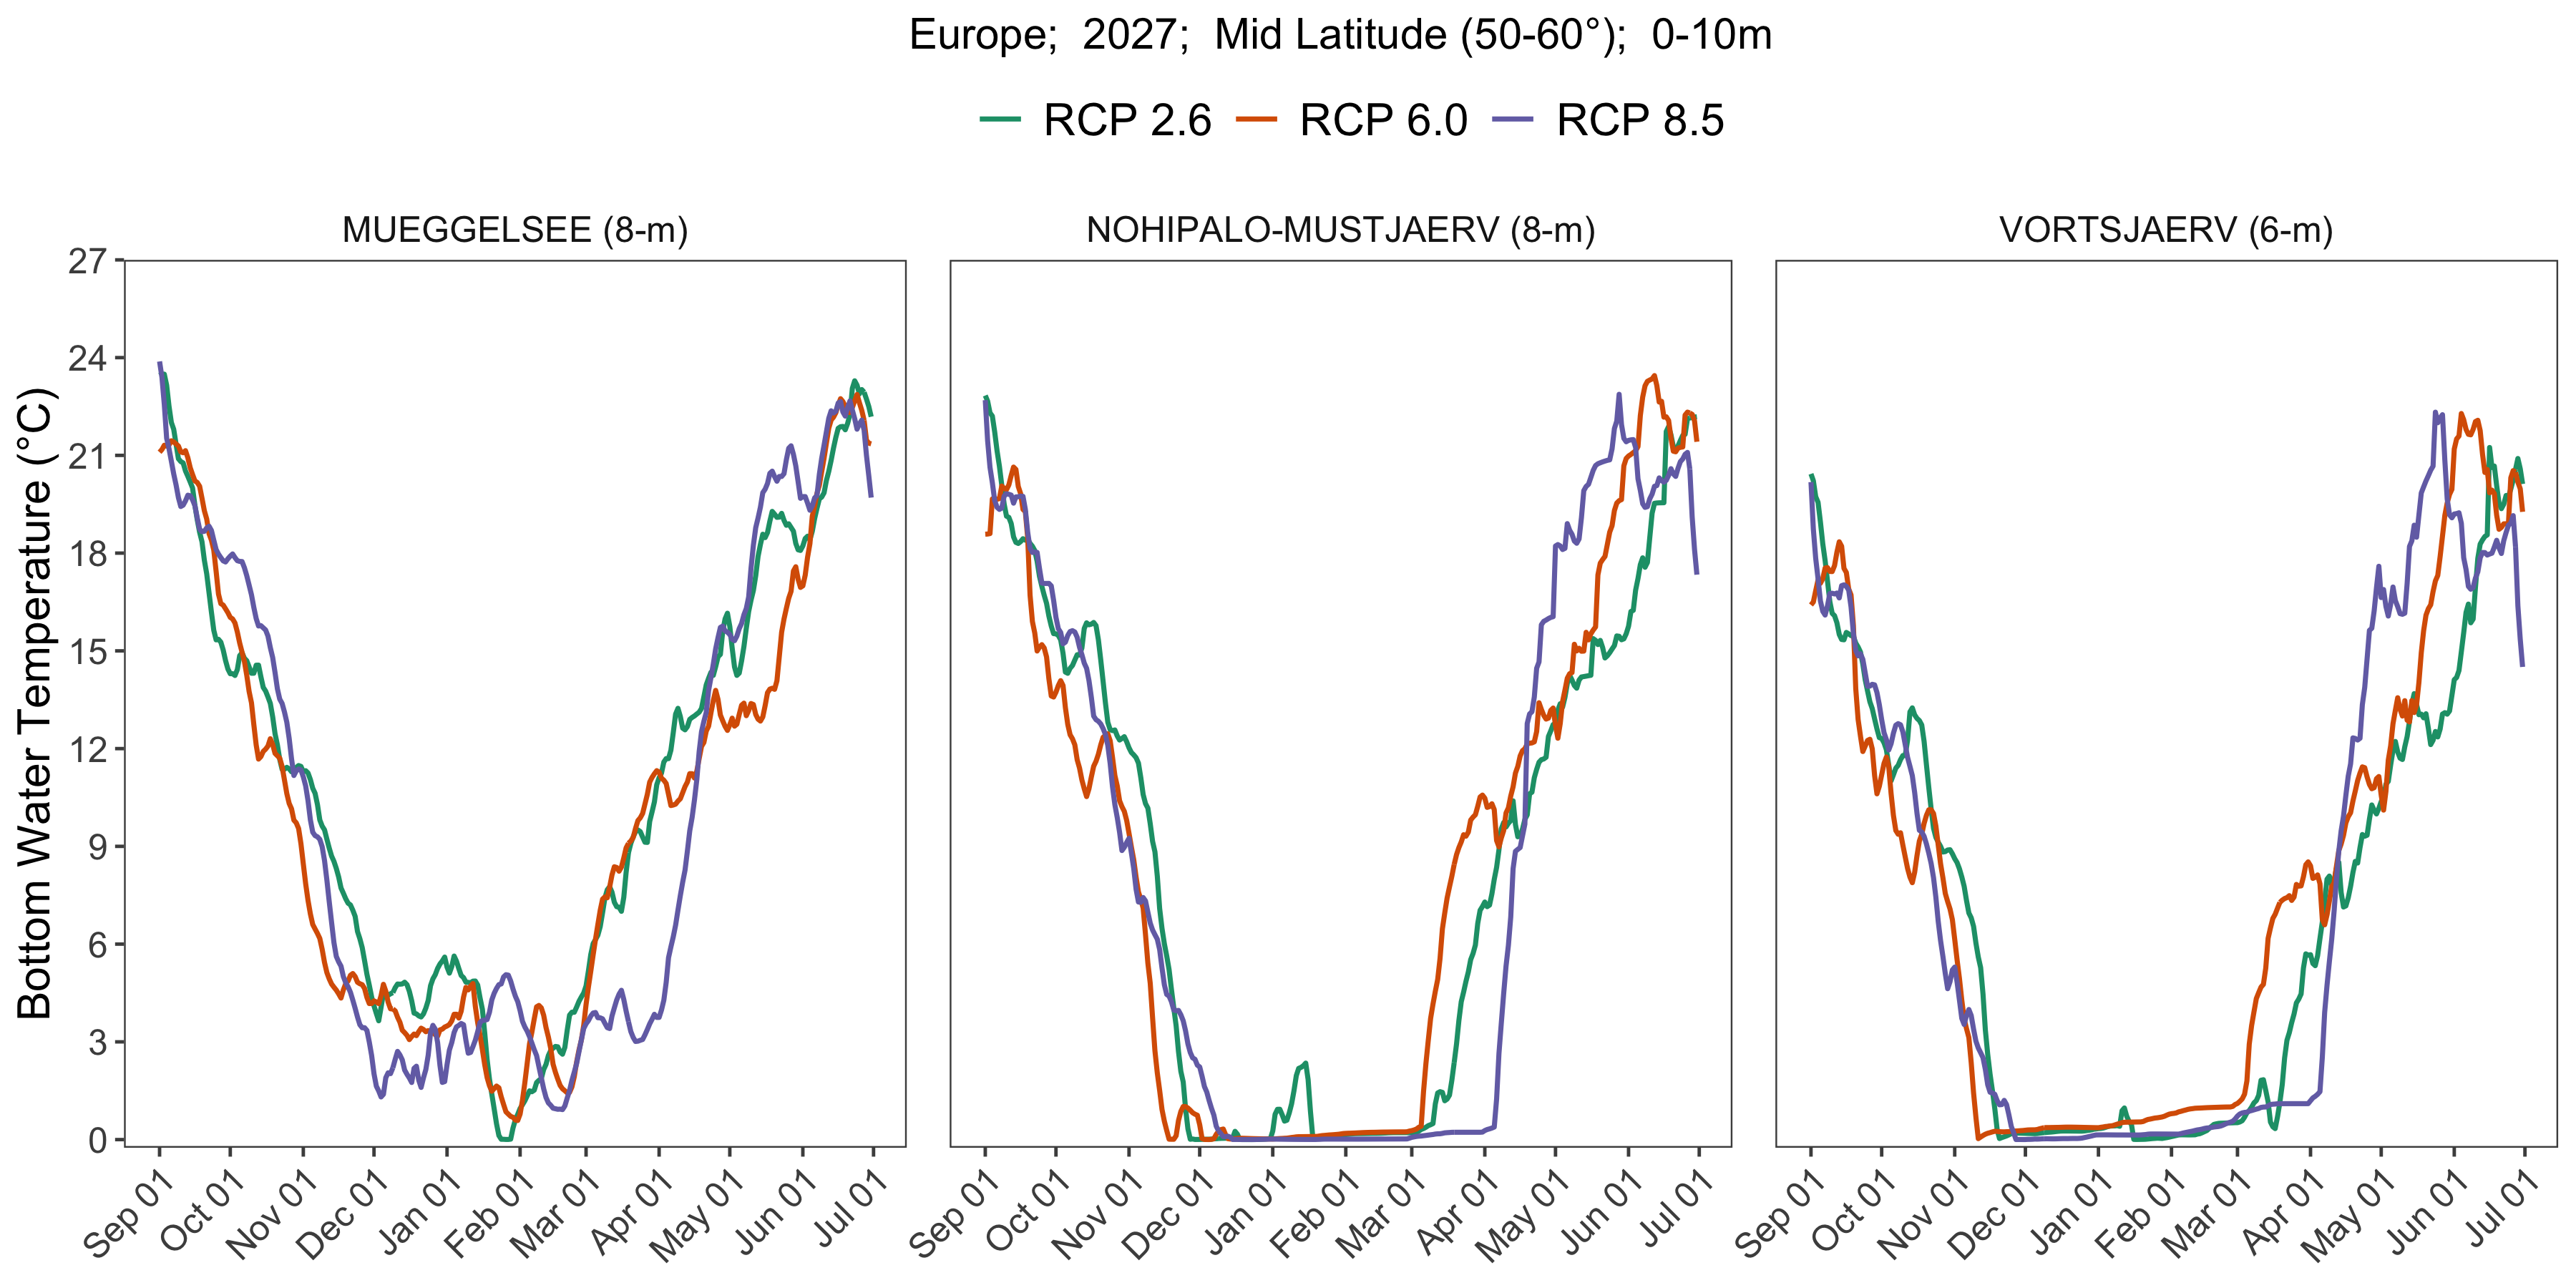 Europe;  2027;  Mid Latitude (50-60°);  0-10m
RCP 2.6 RCP 6.0 RCP 8.5
MUEGGELSEE (8-m) NOHIPALO-MUSTJAERV (8-m) VORTSJAERV (6-m)
Bottom Water Temperature (°C)
27
24
21
18
15
12
9
6
3
0
Sep 01 Oct 01 Nov 01 Dec 01 Jan 01 Feb 01 Mar 01 Apr 01 May 01 Jun 01 Jul 01 Sep 01 Oct 01 Nov 01 Dec 01 Jan 01 Feb 01 Mar 01 Apr 01 May 01 Jun 01 Jul 01 Sep 01 Oct 01 Nov 01 Dec 01 Jan 01 Feb 01 Mar 01 Apr 01 May 01 Jun 01 Jul 01